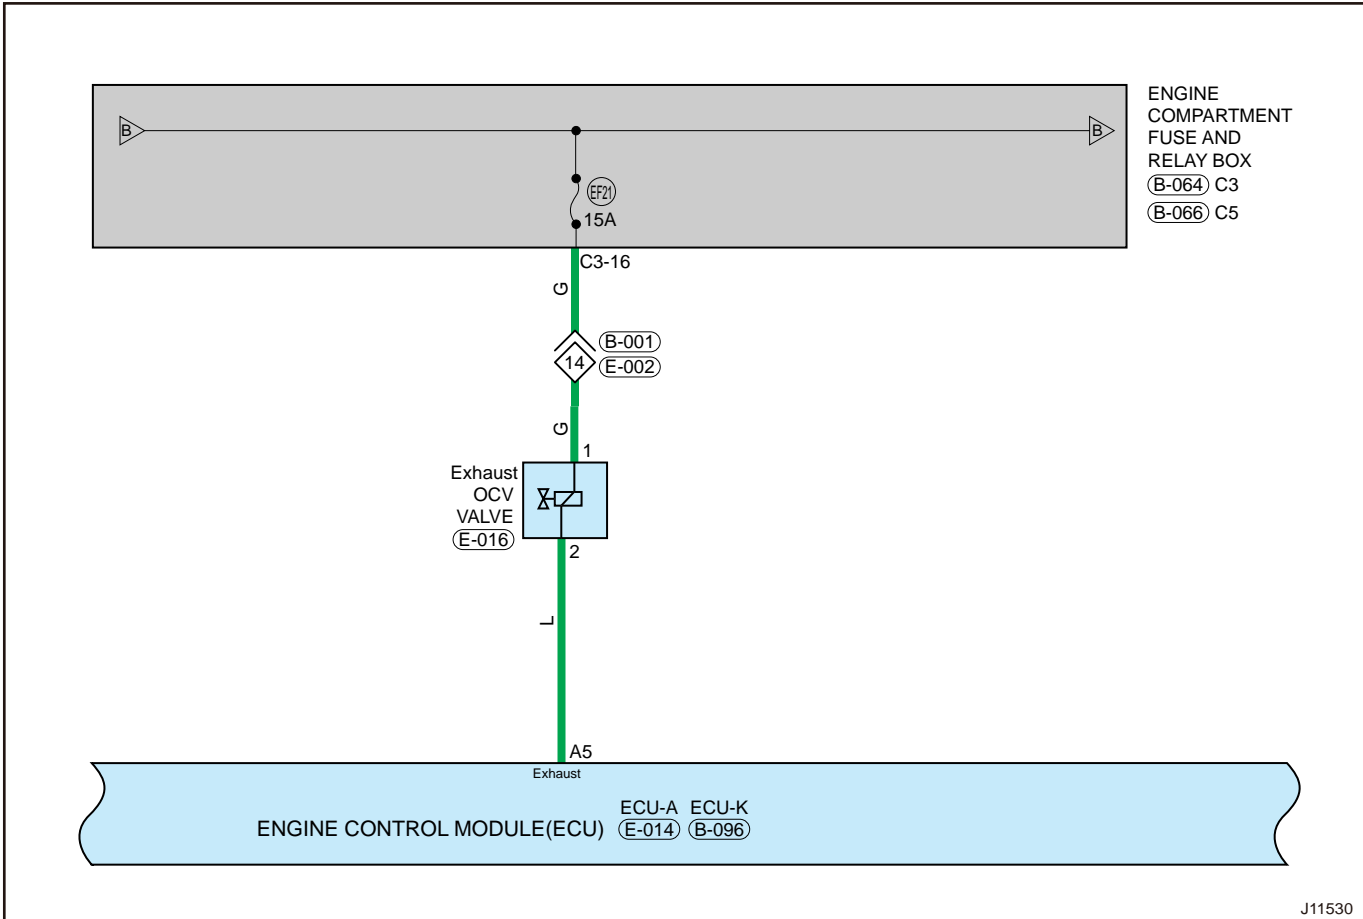 ENGINE
COMPARTMENT
FUSE AND
RELAY BOX
B-064 C3
B-066 C5
B
B
EF21
15A
C3-16
G
B-001
14
E-002
G
1
Exhaust
OCV
VALVE
E-016
2
L
A5
Exhaust
ECU-A ECU-K
ENGINE CONTROL MODULE(ECU) E-014 B-096
J11530